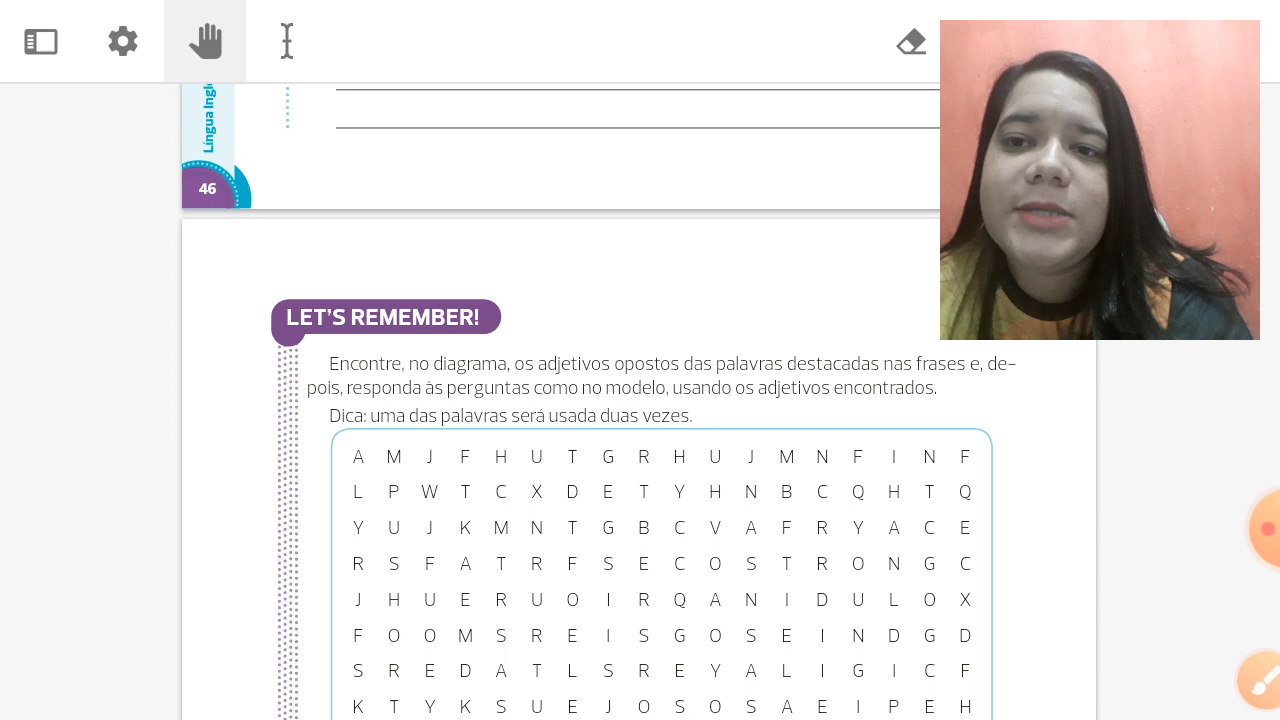 Língua Ingl
46
LET'S REMEMBER!
Encontre, no diagrama, os adjetivos opostos das palavras destacadas nas frases e, de-
pois, responda às perguntas como no modelo, usando os adjetivos encontrados.
Dica: uma das palavras será usada duas vezes.
A M J F H U T G R H U J M N F I N F
L P W T C X D E T Y H N B C Q H T Q
Y U J K M N T G B C V A F R Y A C E
R S F A T R F S E C O S T R O N G C
J H U E R U O I R Q A N I D U L O X
F O O M S R E I S G O S E I N D G D
S R E D A T L S R E Y A L I G I C F
K T Y K S U E J O S O S A E I P E H